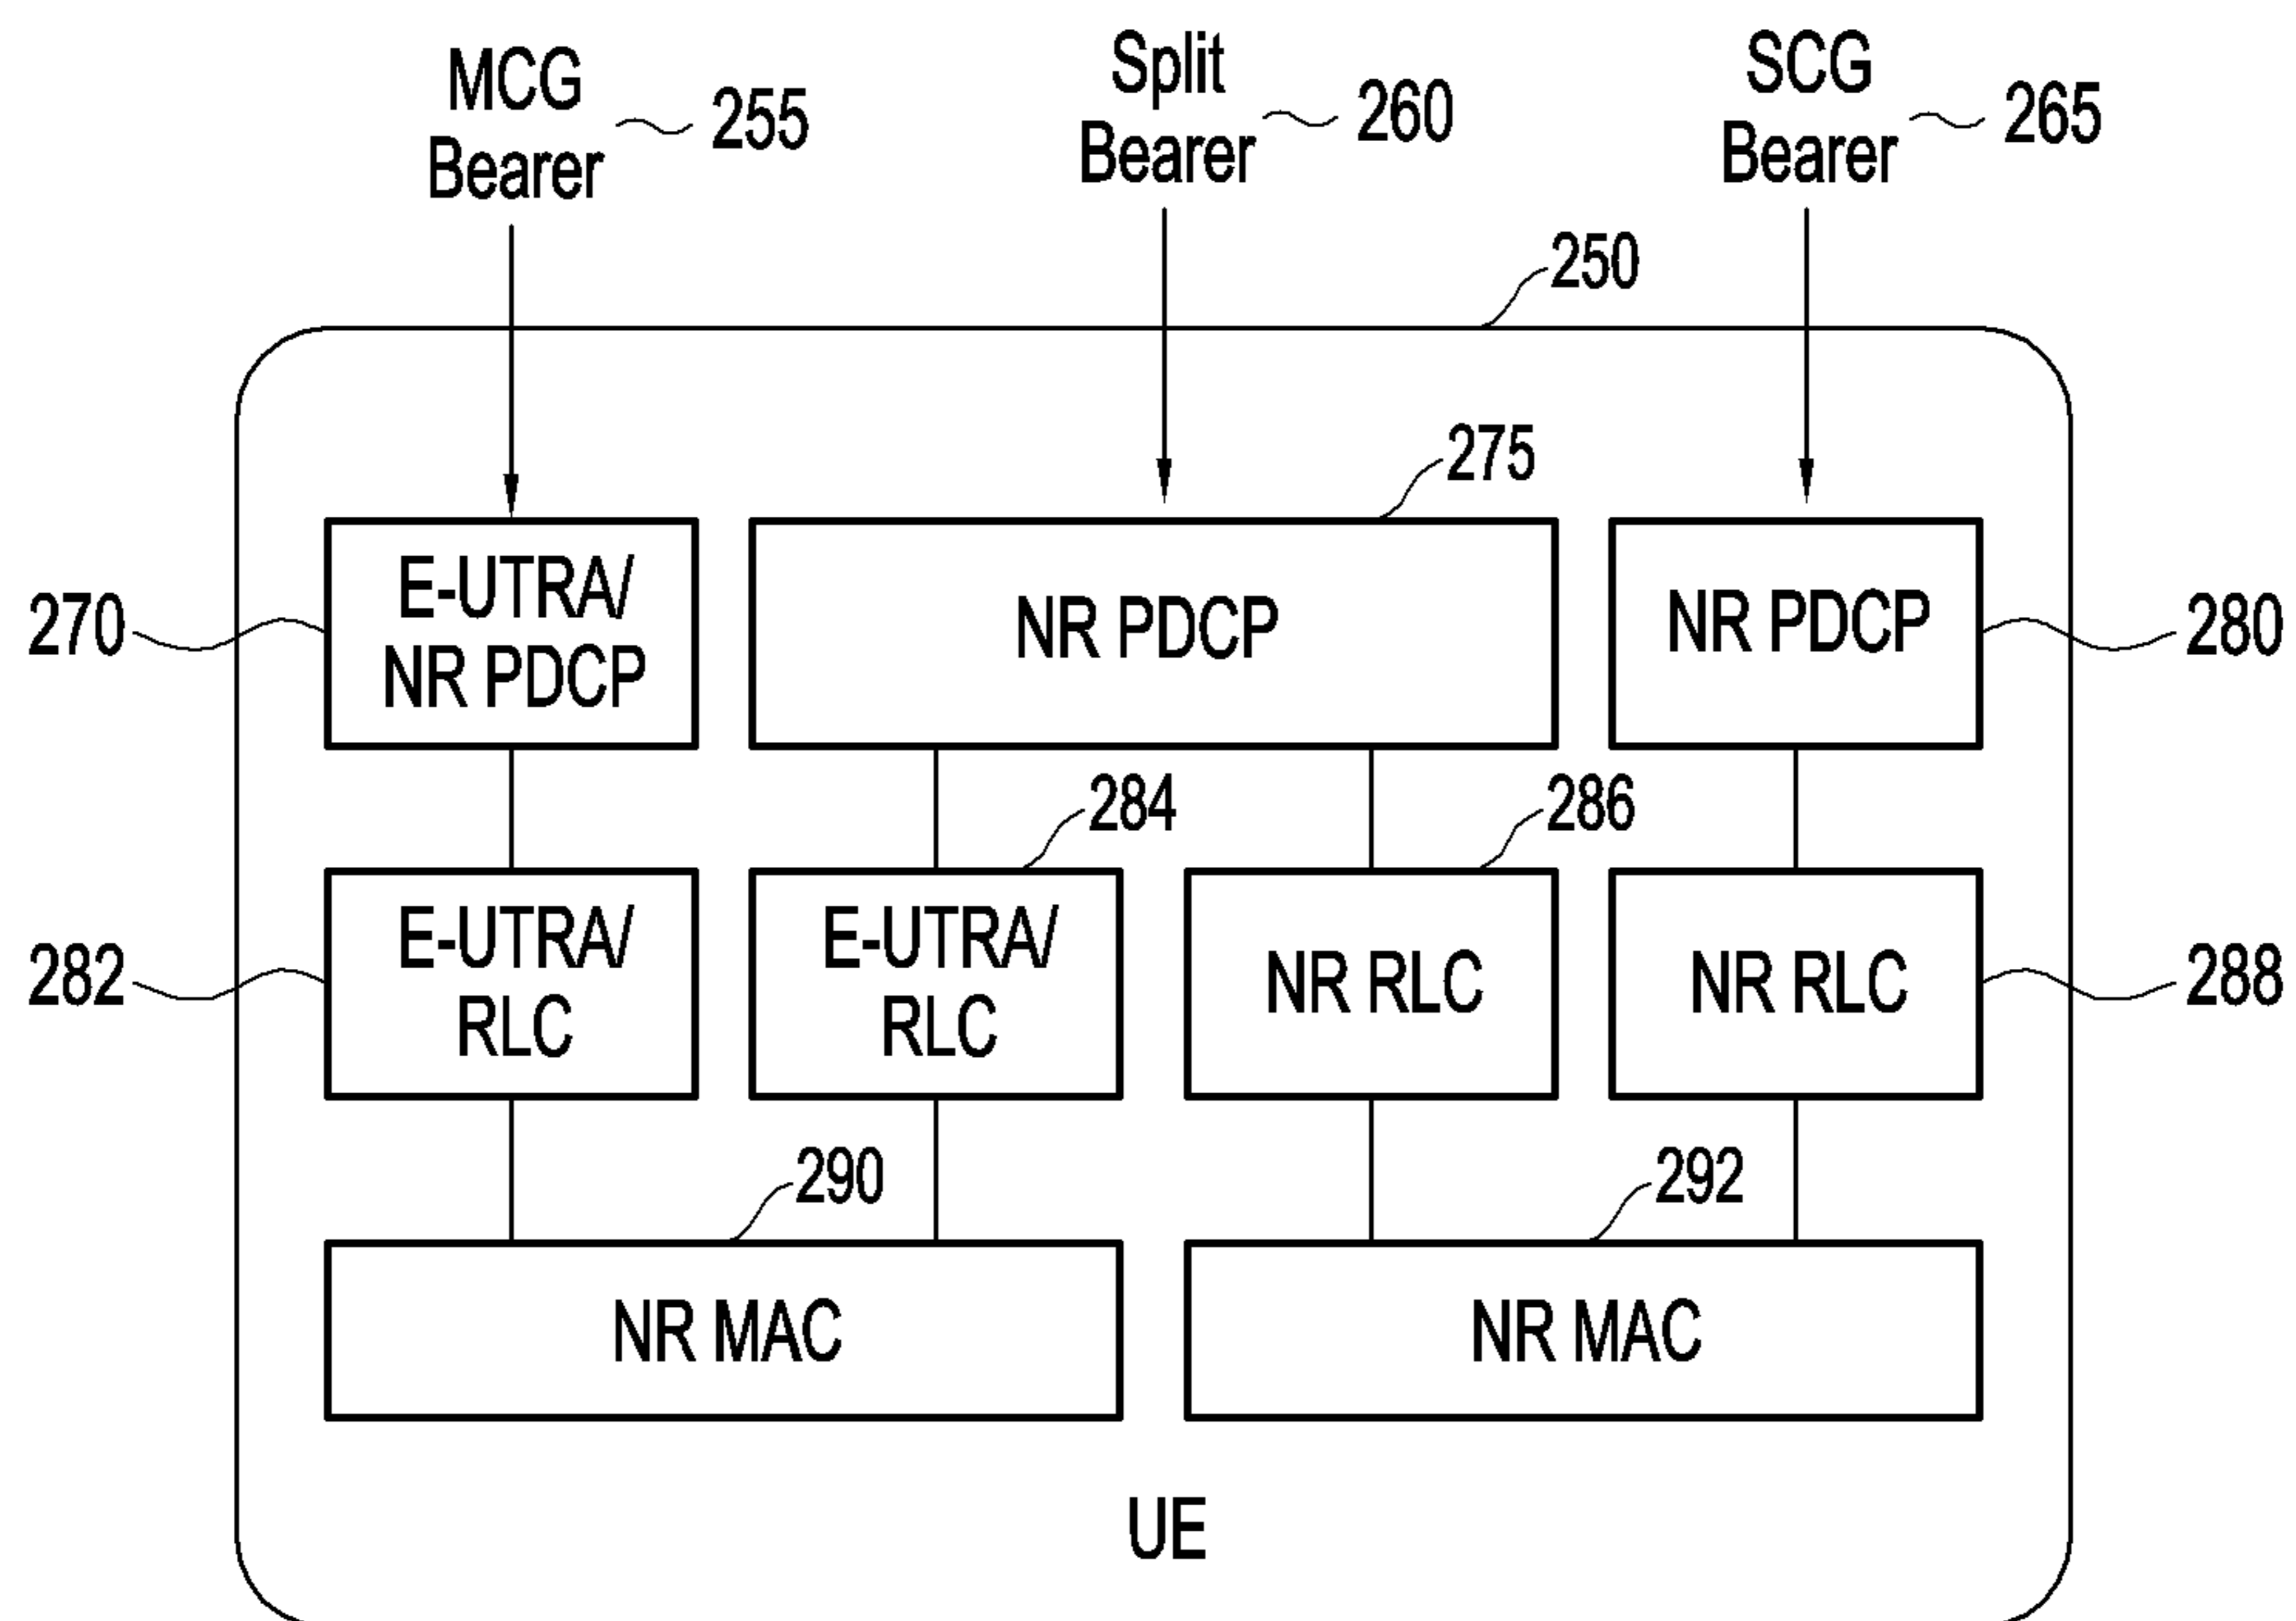 MCG
Bearer
255
Split
Bearer
260
SCG
Bearer
265
250
275
270
E-UTRA/
NR PDCP
NR PDCP
NR PDCP
280
284
286
282
E-UTRA/
RLC
E-UTRA/
RLC
NR RLC
NR RLC
288
290
292
NR MAC
NR MAC
UE